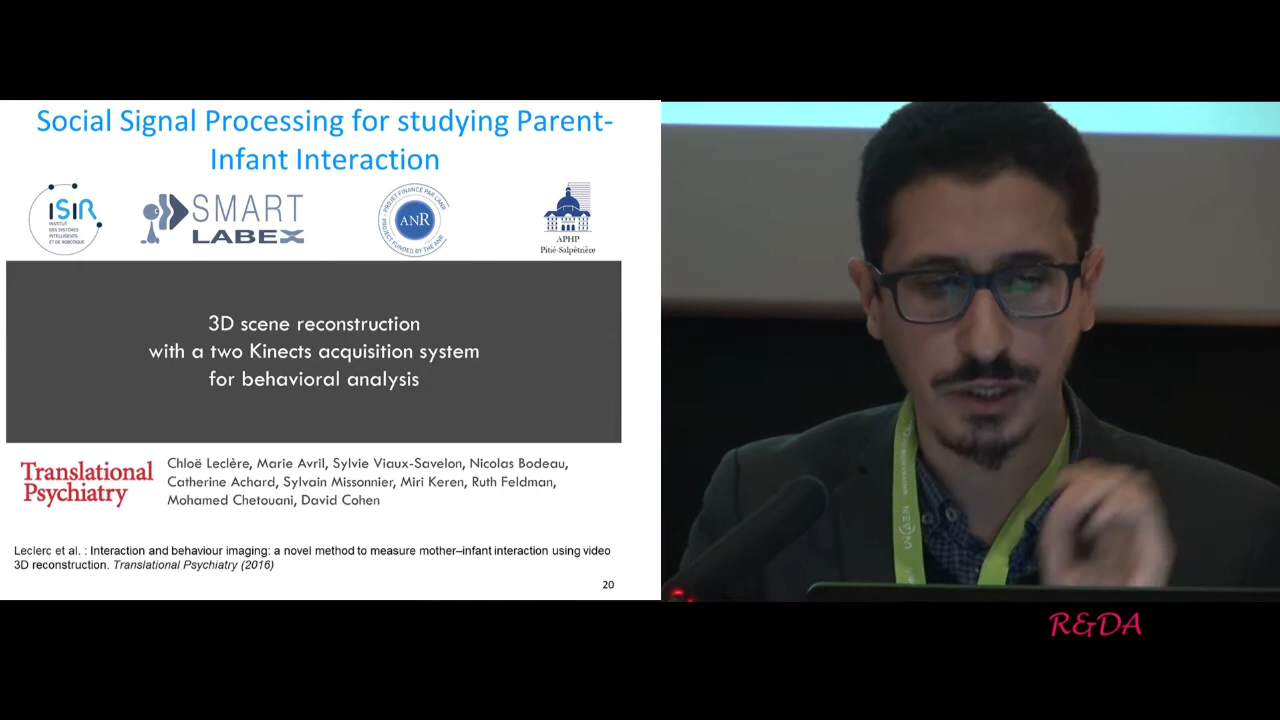 Social Signal Processing for studying Parent-
Infant Interaction
ISIR
INSTITUT
DES SYSTÈMES
INTELLIGENTS
ET DE ROBOTIQUE
SMART
LABEX
PROJET FINANCÉ PAR L'ANR
ANR
PROJECT FUNDED BY THE ANR
APHP
Pitié-Salpêtrière
3D scene reconstruction
with a two Kinects acquisition system
for behavioral analysis
Translational
Psychiatry
Chloë Leclère, Marie Avril, Sylvie Viaux-Savelon, Nicolas Bodeau,
Catherine Achard, Sylvain Missonnier, Miri Keren, Ruth Feldman,
Mohamed Chetouani, David Cohen
Leclerc et al. : Interaction and behaviour imaging: a novel method to measure mother–infant interaction using video
3D reconstruction. Translational Psychiatry (2016)
20
UNICAEN
R&DA